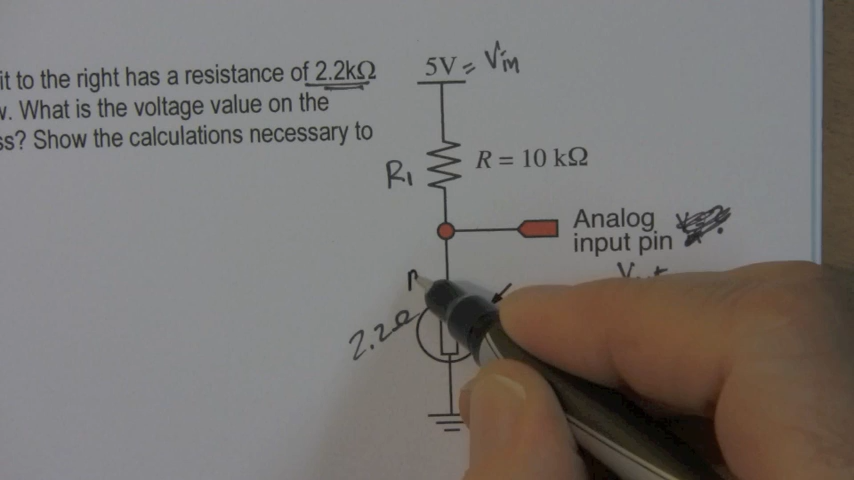 it to the right has a resistance of 2.2kΩ
v. What is the voltage value on the
ss? Show the calculations necessary to
5V = Vin
R1
R = 10 kΩ
Analog
input pin
2.2Ω